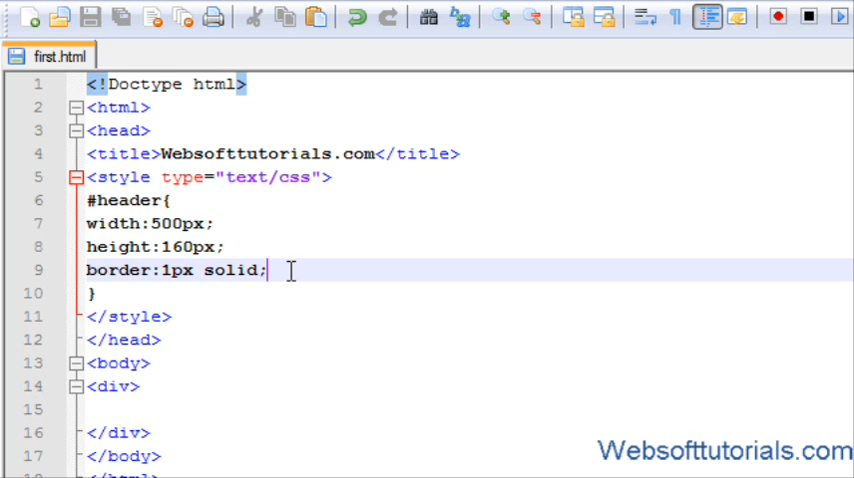 first.html
1 <!Doctype html>
2 <html>
3 <head>
4 <title>Websofttutorials.com</title>
5 <style type="text/css">
6 #header{
7 width:500px;
8 height:160px;
9 border:1px solid;
10 }
11 </style>
12 </head>
13 <body>
14 <div>
15
16 </div>
17 </body>
Websofttutorials.com